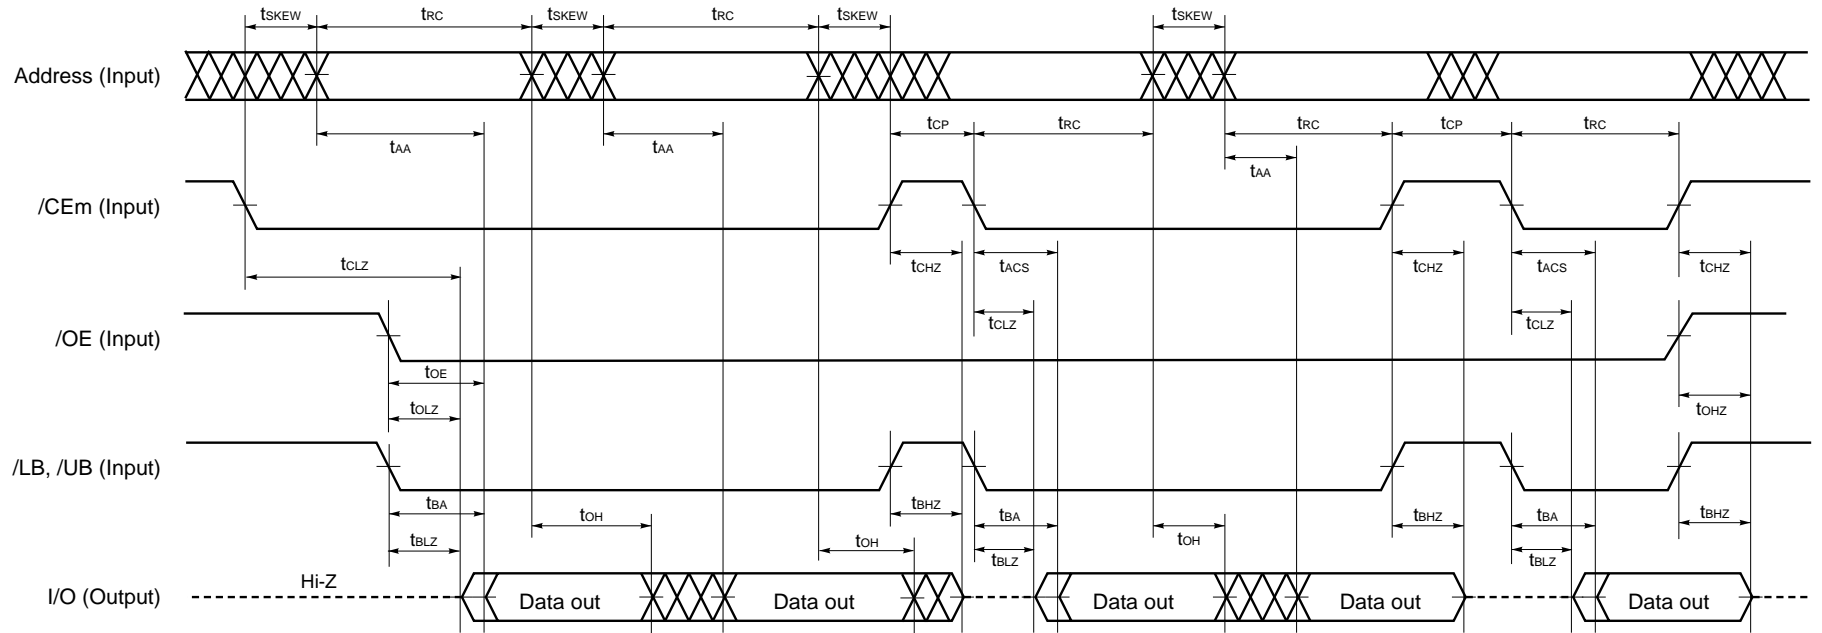 tSKEW tRC tSKEW tRC tSKEW tSKEW
Address (Input)
tCP tRC tRC tCP tRC
tAA tAA tAA
/CEm (Input)
tCLZ tCHZ tACS tCHZ tACS tCHZ
tCLZ tCLZ
/OE (Input)
tOE
tOLZ tOHZ
/LB, /UB (Input)
tBA tOH tBHZ tBA tOH tBHZ tBA tBHZ
tBLZ tOH tBLZ tBLZ
I/O (Output) Hi-Z Data out Data out Data out Data out Data out